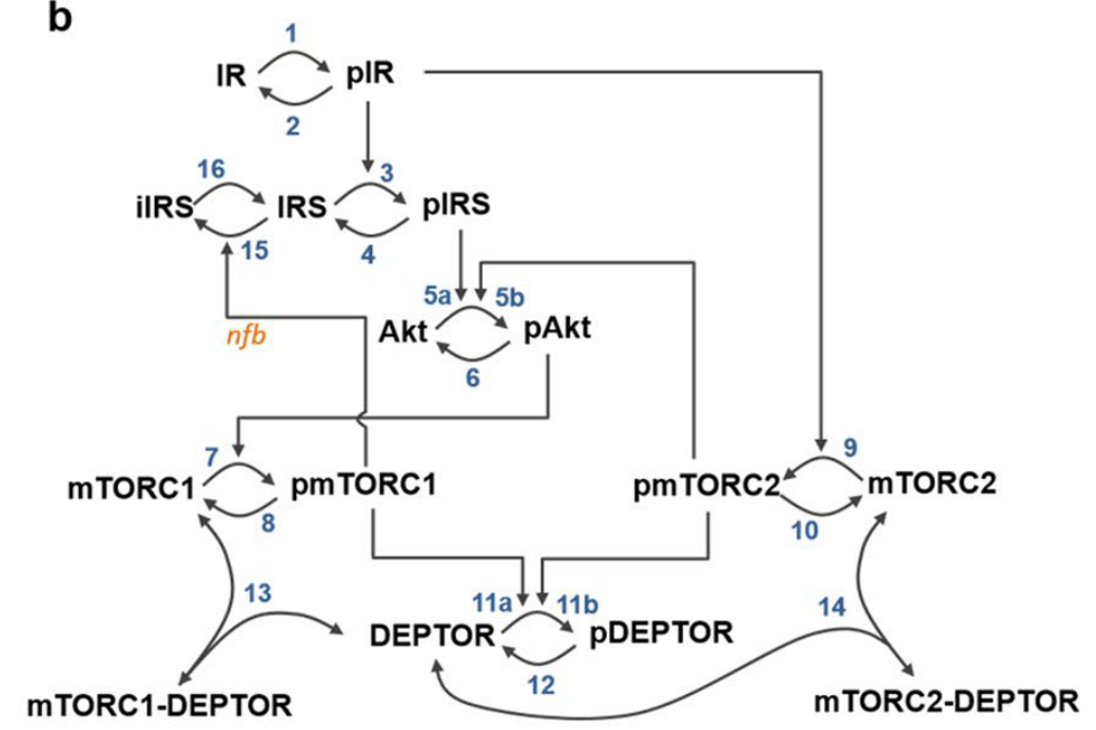 b
1
IR pIR
2
16 3
iIRS IRS pIRS
15 4
5a 5b
nfb Akt pAkt
6
7 9
mTORC1 pmTORC1 pmTORC2 mTORC2
8 10
13 11a 11b 14
DEPTOR pDEPTOR
12
mTORC1-DEPTOR mTORC2-DEPTOR